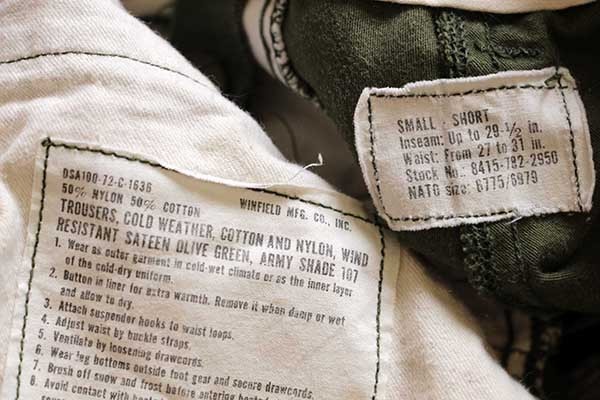 DSA100-72-C-1636
50% NYLON 50% COTTON WINFIELD MFG. CO., INC.
TROUSERS, COLD WEATHER, COTTON AND NYLON, WIND
RESISTANT SATEEN OLIVE GREEN, ARMY SHADE 107
1. Wear as outer garment in cold-wet climate or as the inner layer
of the cold-dry uniform.
2. Button in liner for extra warmth. Remove it when damp or wet
and allow to dry.
3. Attach suspender hooks to waist loops.
4. Adjust waist by buckle straps.
5. Ventilate by loosening drawcords.
6. Wear leg bottoms outside foot gear and secure drawcords.
7. Brush off snow and frost before entering heated
8. Avoid contact with
SMALL - SHORT
Inseam: Up to 29-1/2 in.
Waist: From 27 to 31 in.
Stock No.: 8415-782-2950
NATO size: 6775/6979